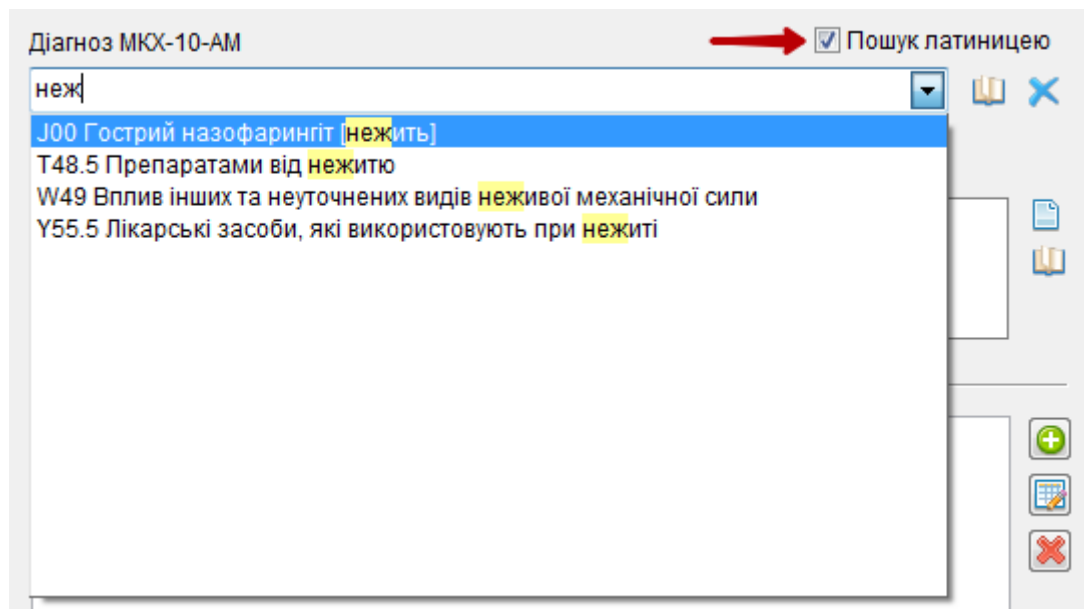 Діагноз МКХ-10-АМ
Пошук латиницею
неж
J00 Гострий назофарингіт [нежить]
T48.5 Препаратами від нежитю
W49 Вплив інших та неуточнених видів неживої механічної сили
Y55.5 Лікарські засоби, які використовують при нежиті